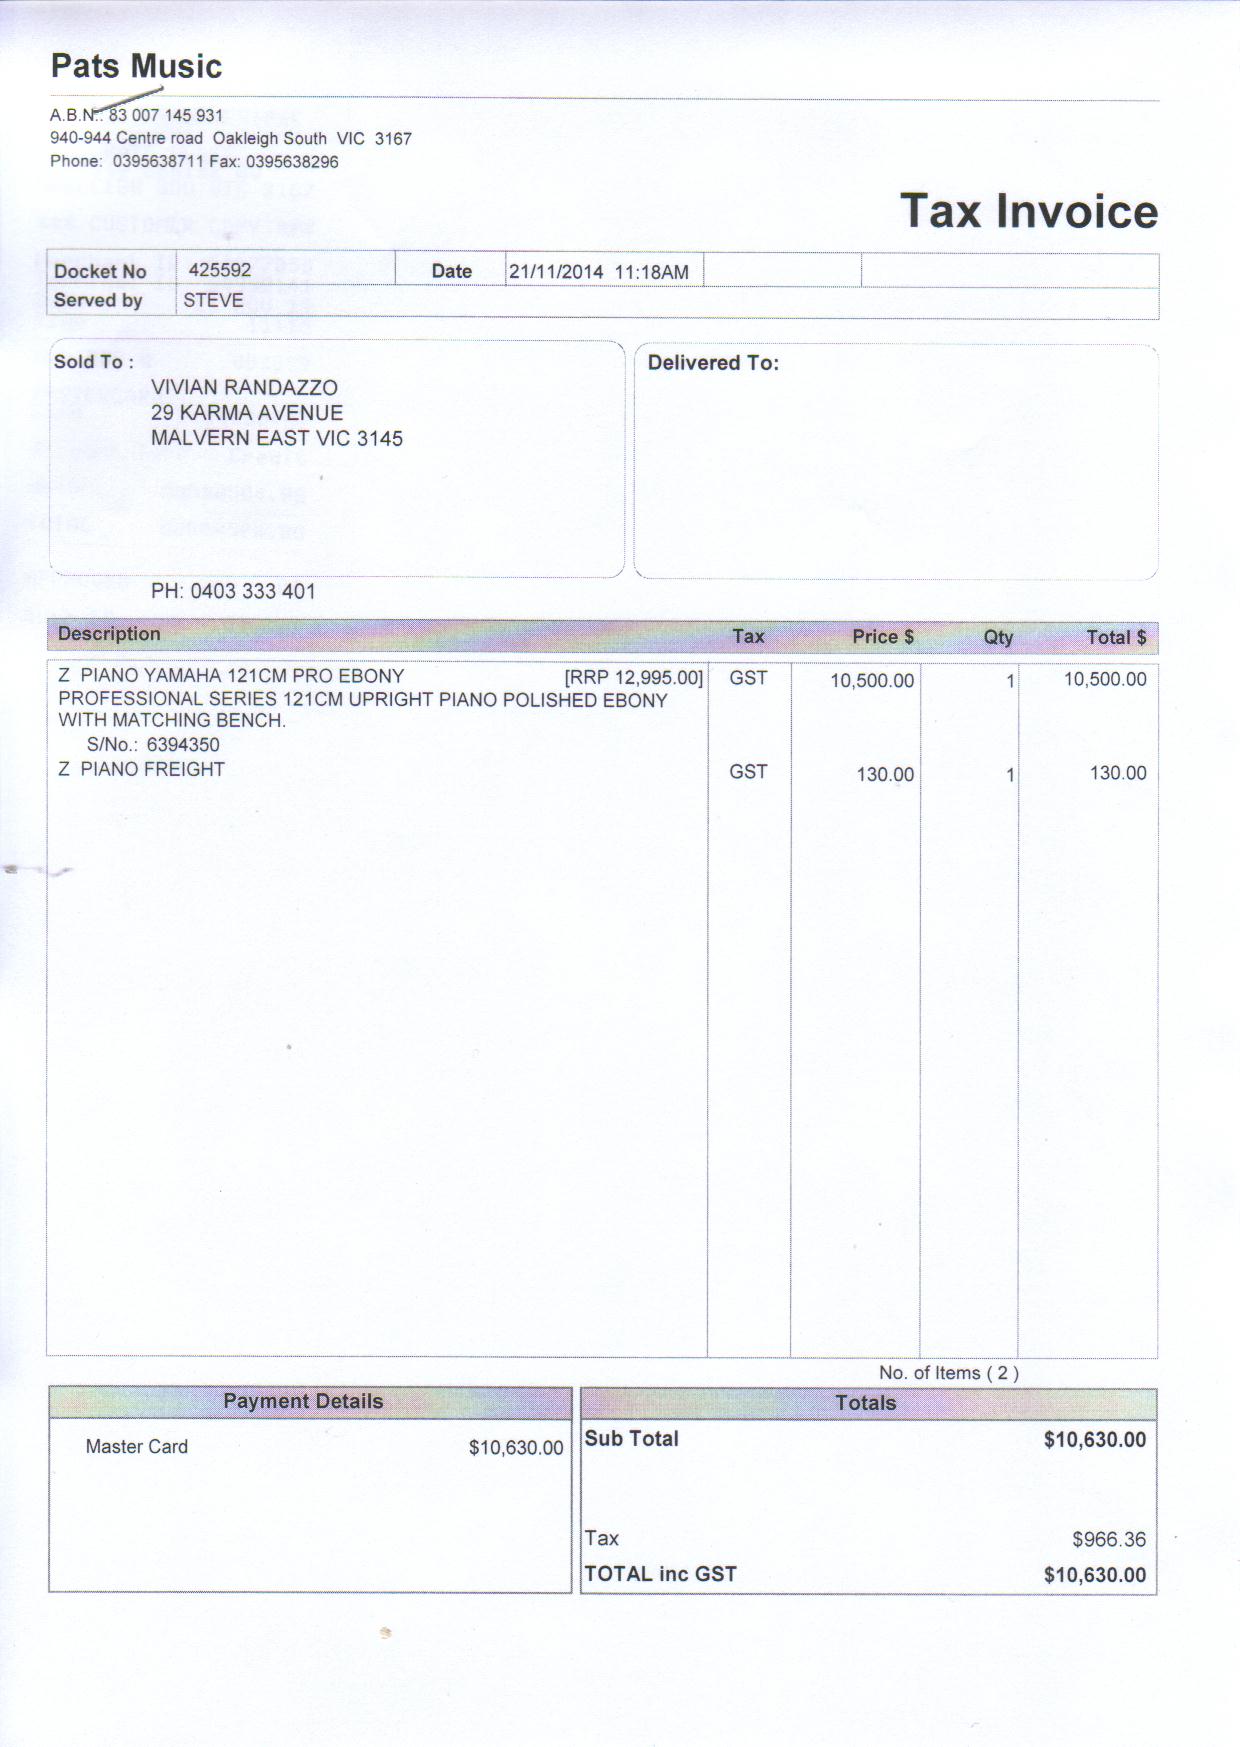 Pats Music
A.B.N.: 83 007 145 931
940-944 Centre road Oakleigh South VIC 3167
Phone: 0395638711 Fax: 0395638296
Tax Invoice
Docket No 425592 Date 21/11/2014 11:18AM
Served by STEVE
Sold To :
VIVIAN RANDAZZO
29 KARMA AVENUE
MALVERN EAST VIC 3145
PH: 0403 333 401
Delivered To:
Description Tax Price $ Qty Total $
Z PIANO YAMAHA 121CM PRO EBONY [RRP 12,995.00] GST 10,500.00 1 10,500.00
PROFESSIONAL SERIES 121CM UPRIGHT PIANO POLISHED EBONY
WITH MATCHING BENCH.
S/No.: 6394350
Z PIANO FREIGHT GST 130.00 1 130.00
No. of Items ( 2 )
Payment Details
Master Card $10,630.00
Totals
Sub Total $10,630.00
Tax $966.36
TOTAL inc GST $10,630.00